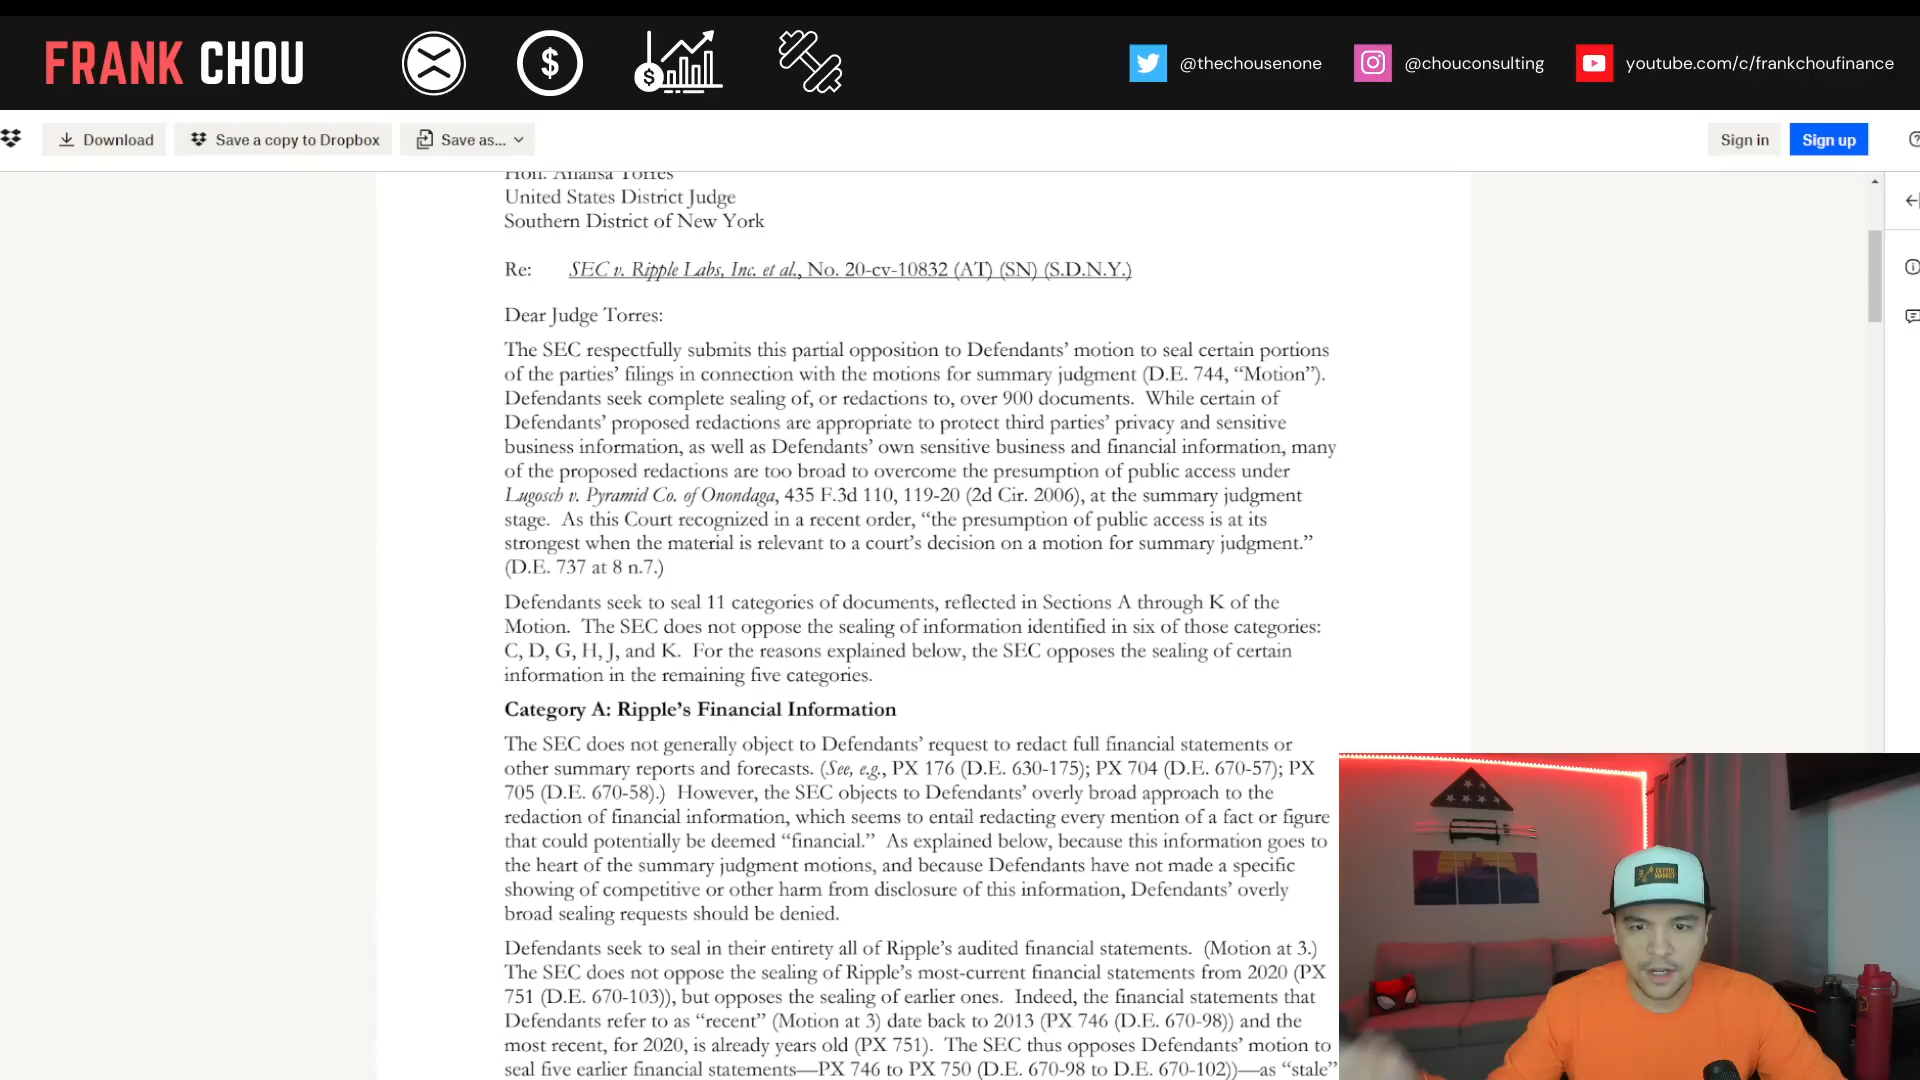 FRANK CHOU
@thechousenone
@chouconsulting
youtube.com/c/frankchoufinance
Download
Save a copy to Dropbox
Save as...
Sign in
Sign up
Hon. Analisa Torres
United States District Judge
Southern District of New York
Re: SEC v. Ripple Labs, Inc. et al., No. 20-cv-10832 (AT) (SN) (S.D.N.Y.)
Dear Judge Torres:
The SEC respectfully submits this partial opposition to Defendants’ motion to seal certain portions
of the parties’ filings in connection with the motions for summary judgment (D.E. 744, “Motion”).
Defendants seek complete sealing of, or redactions to, over 900 documents. While certain of
Defendants’ proposed redactions are appropriate to protect third parties’ privacy and sensitive
business information, as well as Defendants’ own sensitive business and financial information, many
of the proposed redactions are too broad to overcome the presumption of public access under
Lugosch v. Pyramid Co. of Onondaga, 435 F.3d 110, 119-20 (2d Cir. 2006), at the summary judgment
stage. As this Court recognized in a recent order, “the presumption of public access is at its
strongest when the material is relevant to a court’s decision on a motion for summary judgment.”
(D.E. 737 at 8 n.7.)
Defendants seek to seal 11 categories of documents, reflected in Sections A through K of the
Motion. The SEC does not oppose the sealing of information identified in six of those categories:
C, D, G, H, J, and K. For the reasons explained below, the SEC opposes the sealing of certain
information in the remaining five categories.
Category A: Ripple’s Financial Information
The SEC does not generally object to Defendants’ request to redact full financial statements or
other summary reports and forecasts. (See, e.g., PX 176 (D.E. 630-175); PX 704 (D.E. 670-57); PX
705 (D.E. 670-58).) However, the SEC objects to Defendants’ overly broad approach to the
redaction of financial information, which seems to entail redacting every mention of a fact or figure
that could potentially be deemed “financial.” As explained below, because this information goes to
the heart of the summary judgment motions, and because Defendants have not made a specific
showing of competitive or other harm from disclosure of this information, Defendants’ overly
broad sealing requests should be denied.
Defendants seek to seal in their entirety all of Ripple’s audited financial statements. (Motion at 3.)
The SEC does not oppose the sealing of Ripple’s most-current financial statements from 2020 (PX
751 (D.E. 670-103)), but opposes the sealing of earlier ones. Indeed, the financial statements that
Defendants refer to as “recent” (Motion at 3) date back to 2013 (PX 746 (D.E. 670-98)) and the
most recent, for 2020, is already years old (PX 751). The SEC thus opposes Defendants’ motion to
seal five earlier financial statements—PX 746 to PX 750 (D.E. 670-98 to D.E. 670-102))—as “stale”